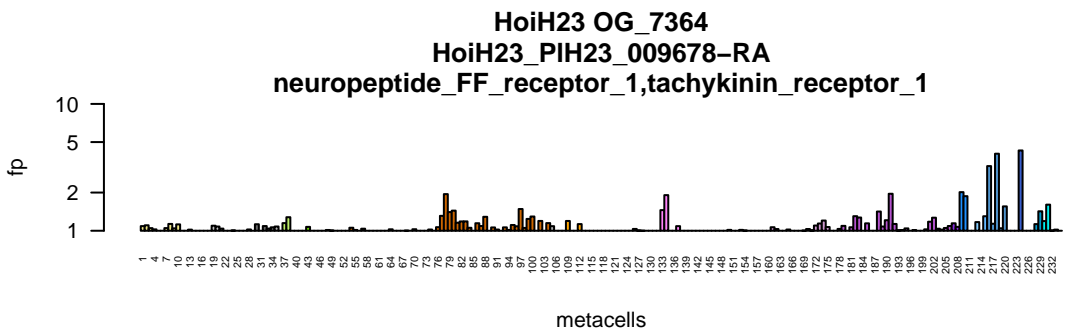 HoiH23 OG_7364
HoiH23_PIH23_009678−RA
neuropeptide_FF_receptor_1,tachykinin_receptor_1
10
5
2
1
fp
1 4 7 10 13 16 19 22 25 28 31 34 37 40 43 46 49 52 55 58 61 64 67 70 73 76 79 82 85 88 91 94 97 100 103 106 109 112 115 118 121 124 127 130 133 136 139 142 145 148 151 154 157 160 163 166 169 172 175 178 181 184 187 190 193 196 199 202 205 208 211 214 217 220 223 226 229 232
metacells